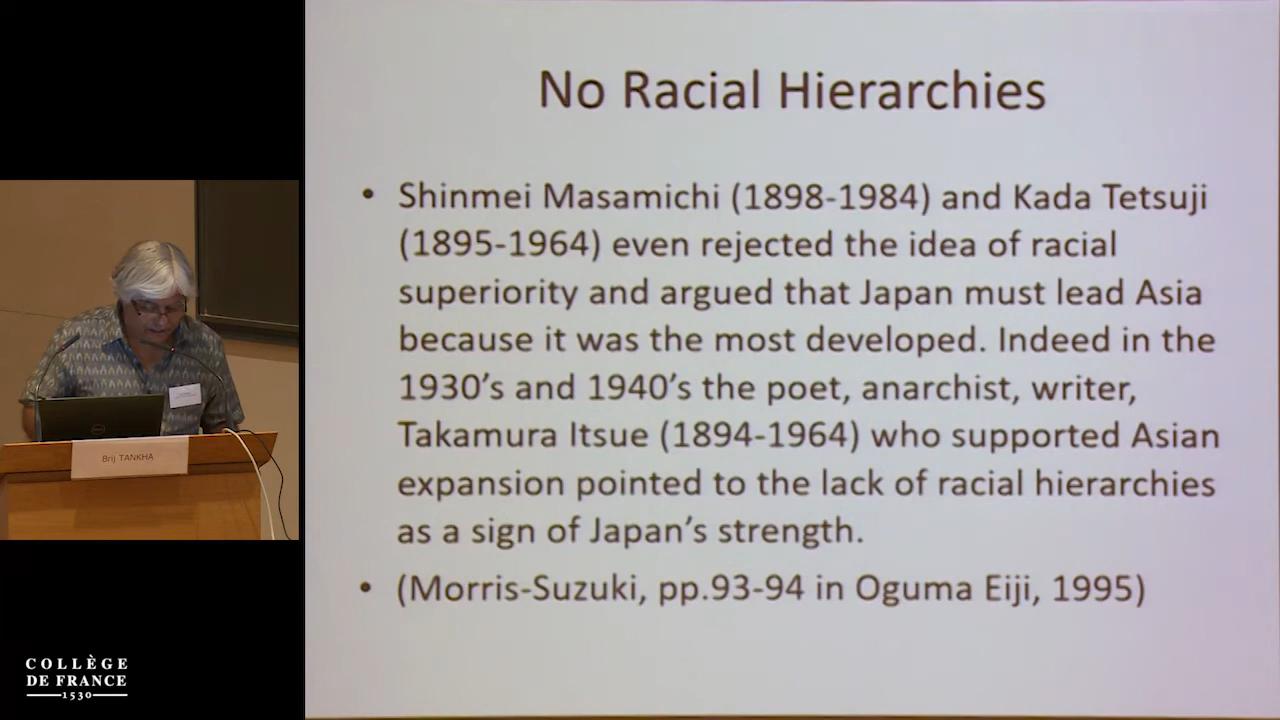 No Racial Hierarchies
• Shinmei Masamichi (1898-1984) and Kada Tetsuji
(1895-1964) even rejected the idea of racial
superiority and argued that Japan must lead Asia
because it was the most developed. Indeed in the
1930’s and 1940’s the poet, anarchist, writer,
Takamura Itsue (1894-1964) who supported Asian
expansion pointed to the lack of racial hierarchies
as a sign of Japan’s strength.
• (Morris-Suzuki, pp.93-94 in Oguma Eiji, 1995)
Brij TANKHA
COLLÈGE
DE FRANCE
1530